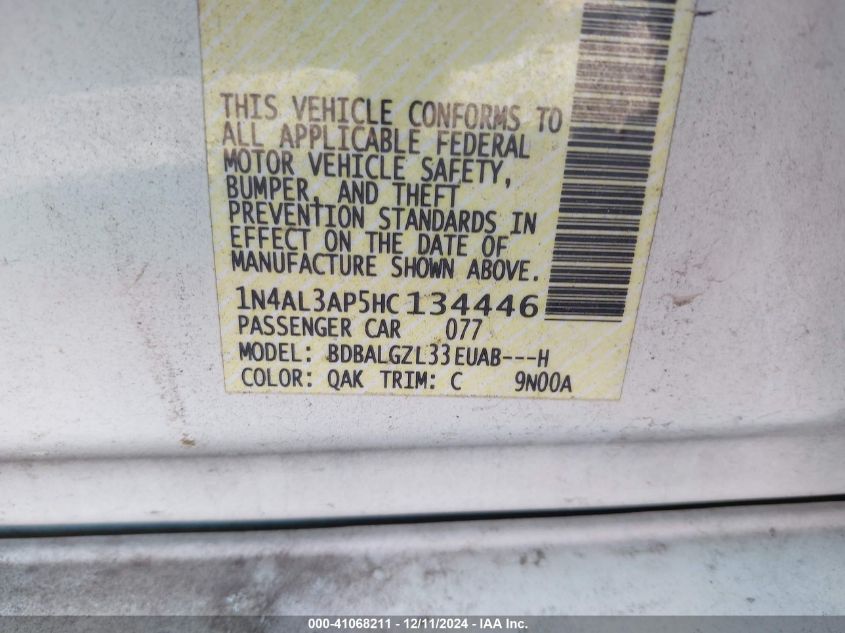 THIS VEHICLE CONFORMS TO
ALL APPLICABLE FEDERAL
MOTOR VEHICLE SAFETY,
BUMPER, AND THEFT
PREVENTION STANDARDS IN
EFFECT ON THE DATE OF
MANUFACTURE SHOWN ABOVE.
1N4AL3AP5HC134446
PASSENGER CAR 077
MODEL: BDBALGZL33EUAB---H
COLOR: QAK TRIM: C 9N00A
000-41068211 - 12/11/2024 - IAA Inc.